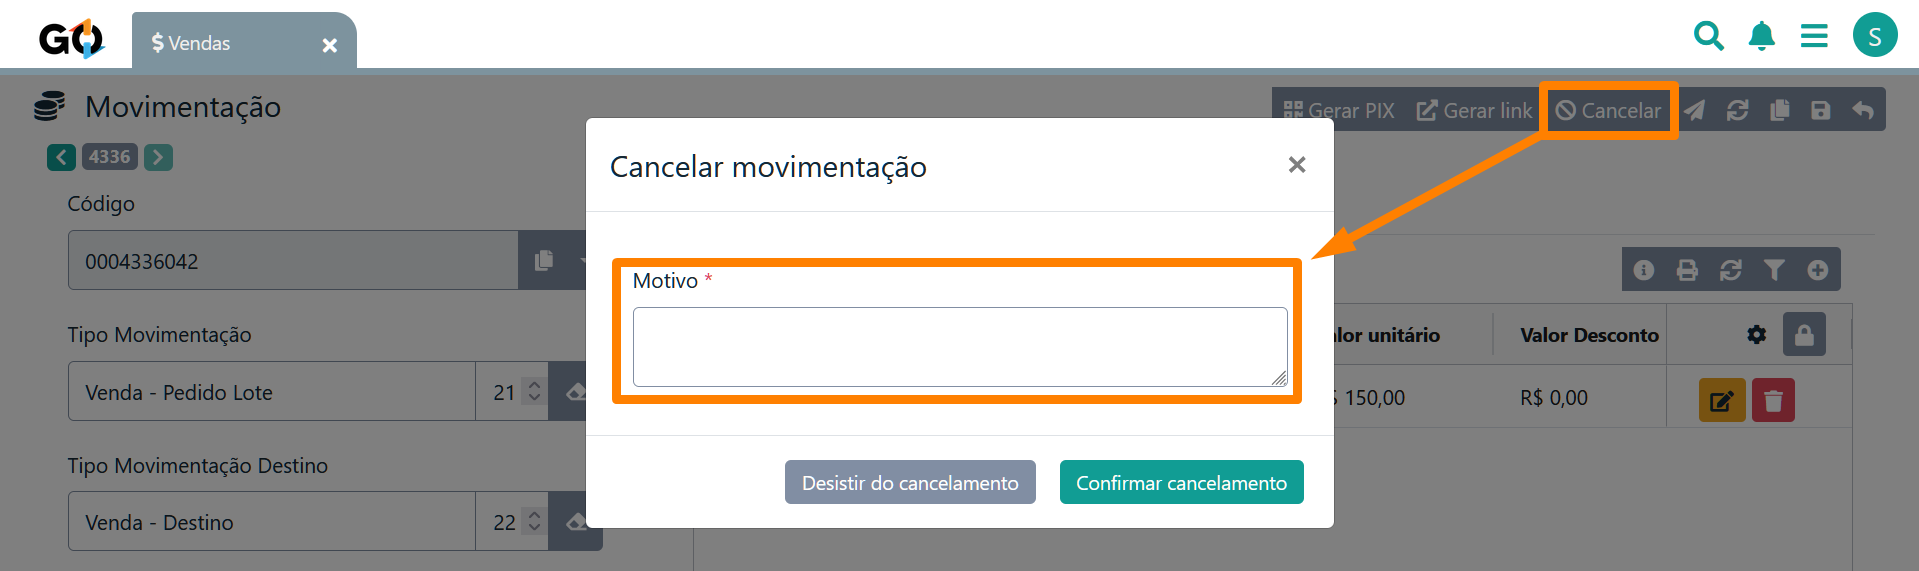 GO
$ Vendas
S
Movimentação
Gerar PIX
Gerar link
Cancelar
4336
Cancelar movimentação
Código
0004336042
Motivo *
Tipo Movimentação
lor unitário
Valor Desconto
Venda - Pedido Lote
21
150,00
R$ 0,00
Tipo Movimentação Destino
Desistir do cancelamento
Confirmar cancelamento
Venda - Destino
22